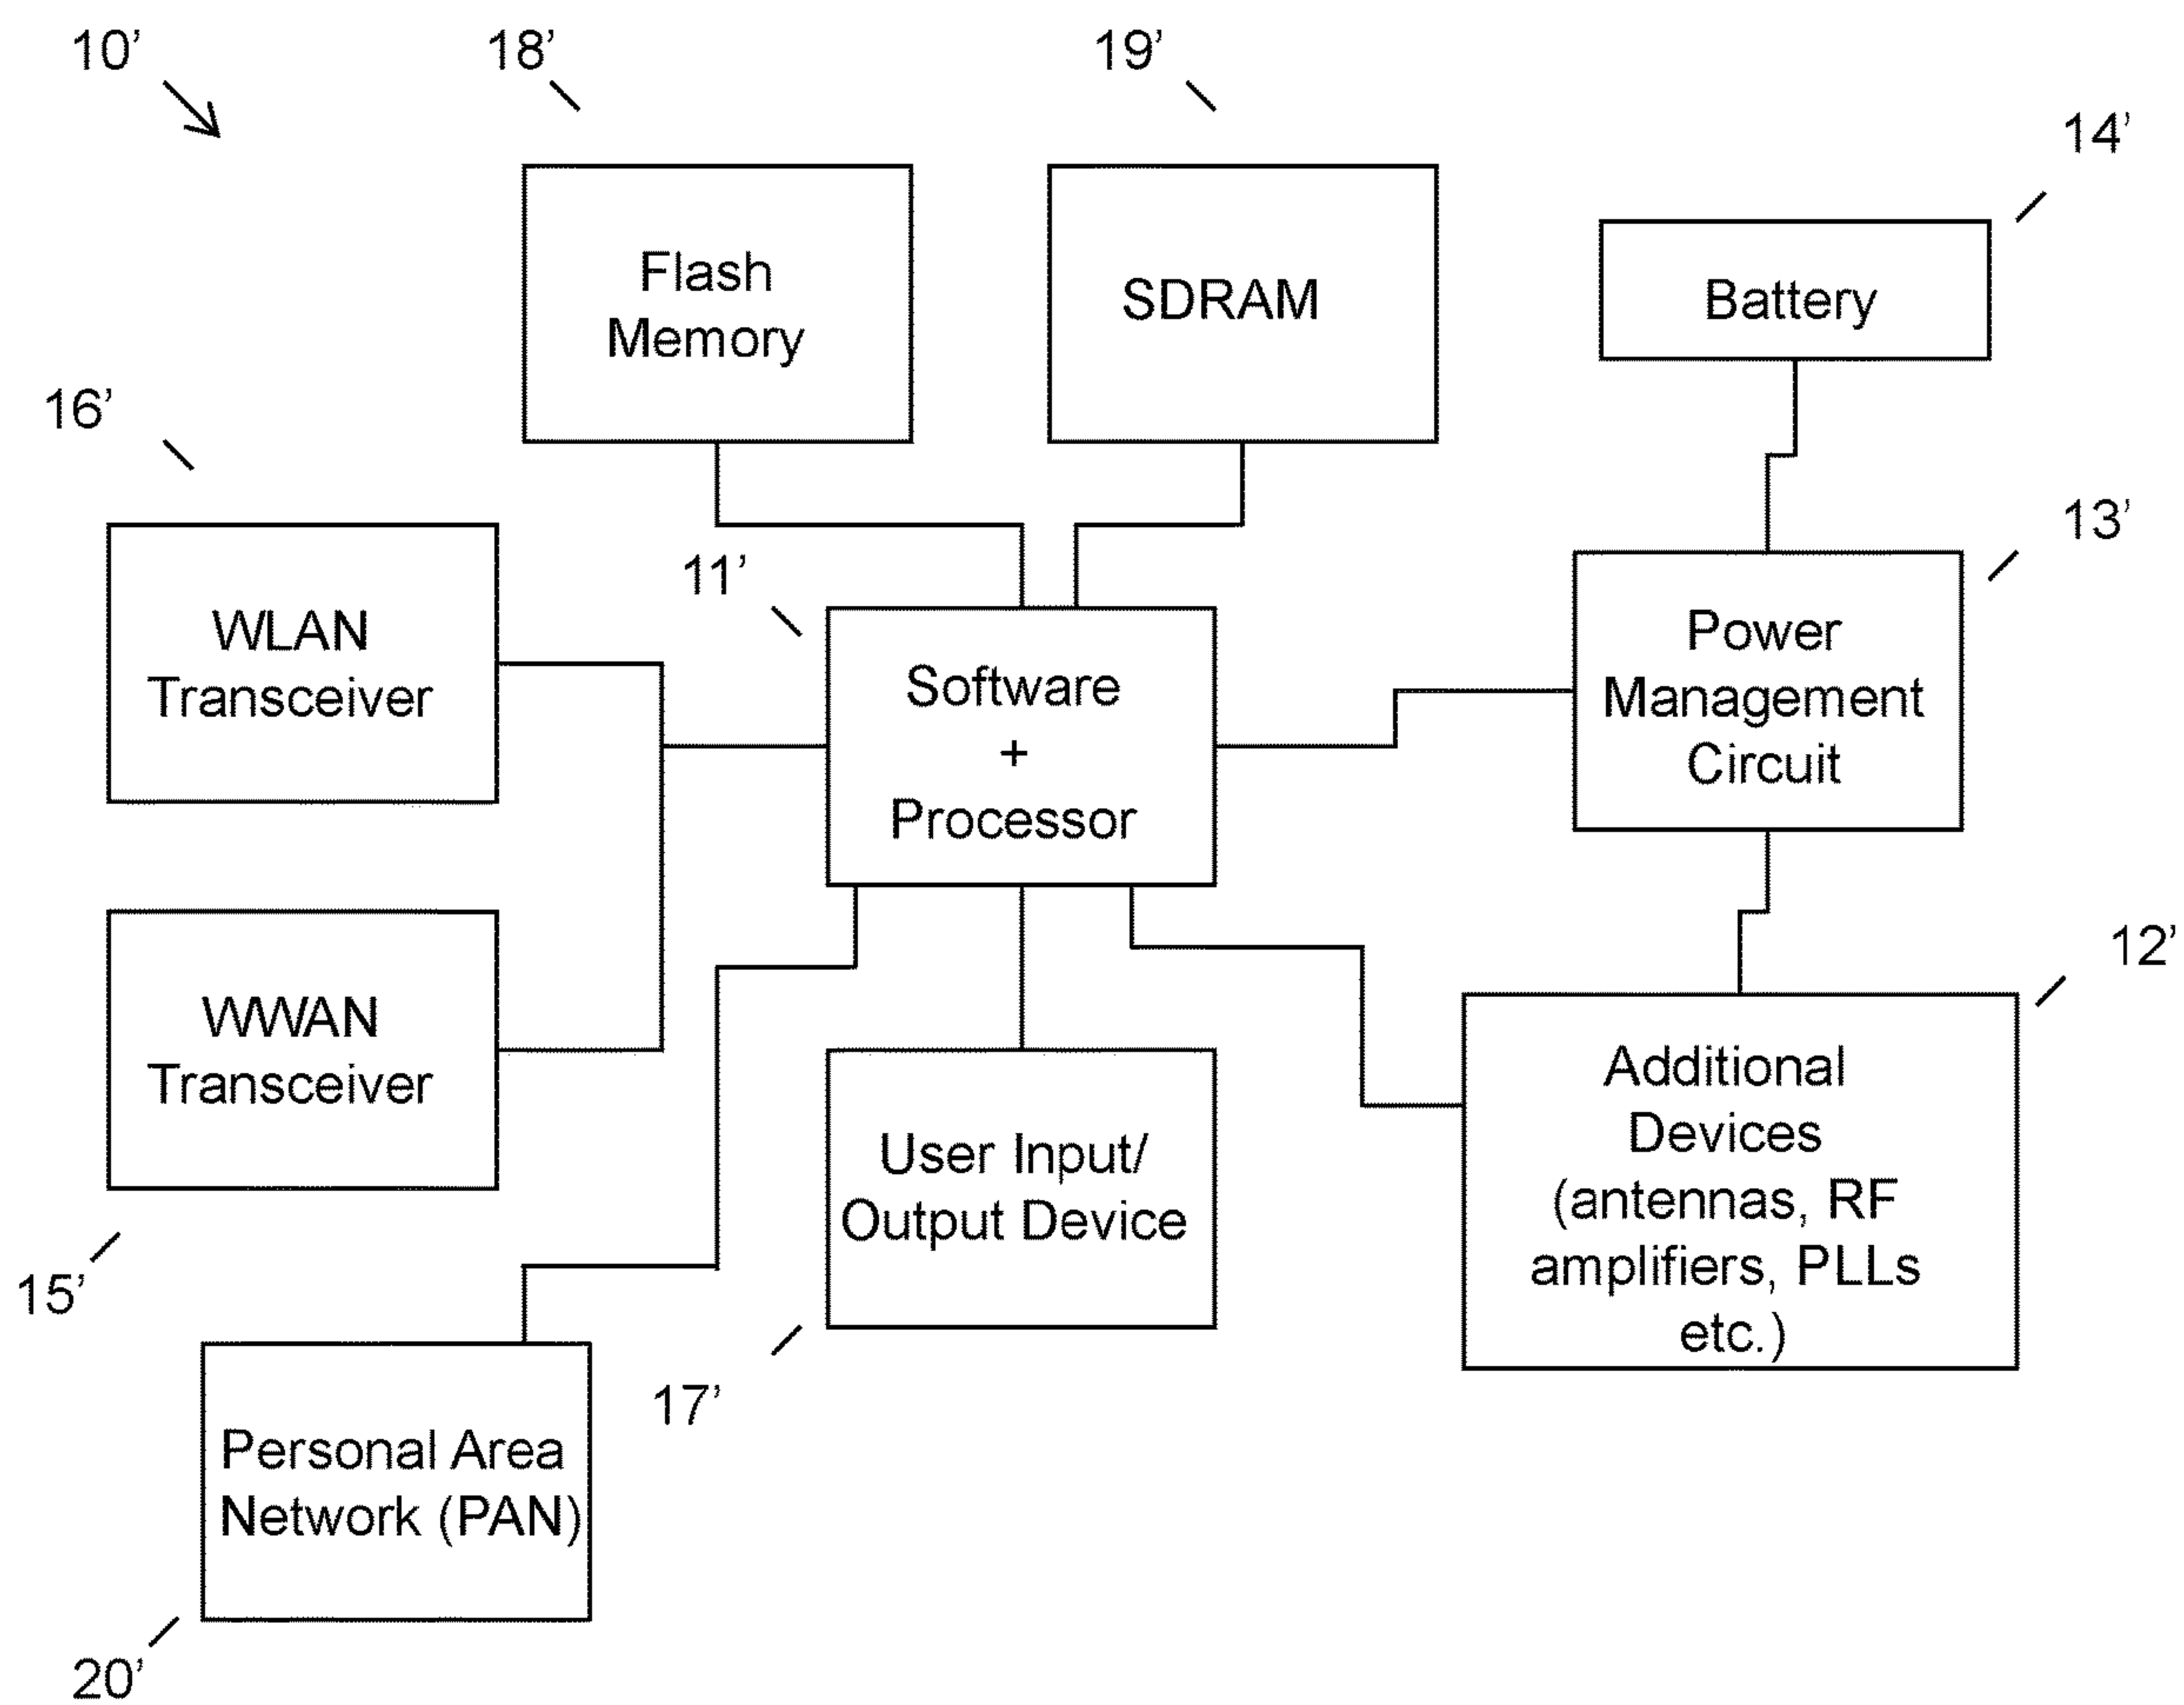 10’
18’
19’
14’
Flash
Memory
SDRAM
Battery
16’
13’
11’
WLAN
Transceiver
Software
+
Processor
Power
Management
Circuit
12’
WWAN
Transceiver
User Input/
Output Device
Additional
Devices
(antennas, RF
amplifiers, PLLs
etc.)
15’
17’
Personal Area
Network (PAN)
20’